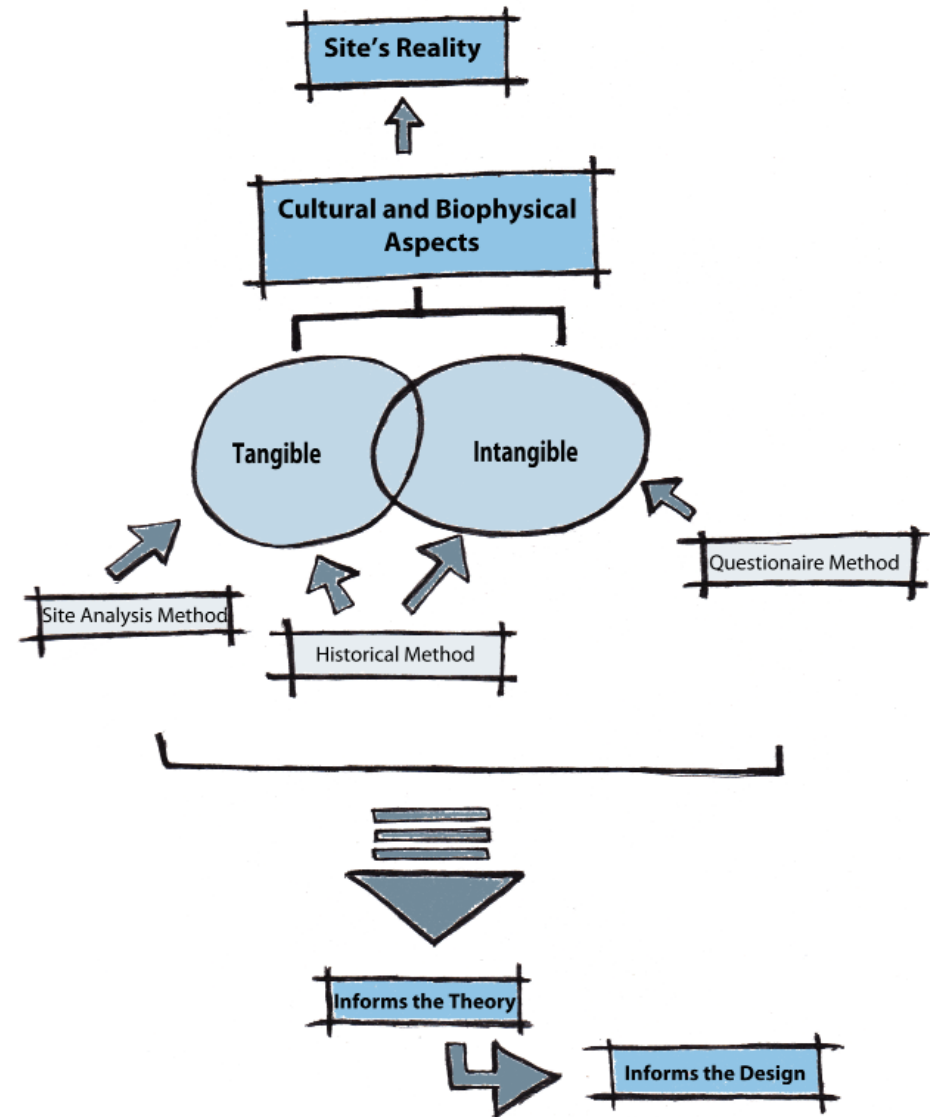 Site's Reality
Cultural and Biophysical
Aspects
Tangible
Intangible
Questionaire Method
Site Analysis Method
Historical Method
Informs the Theory
Informs the Design